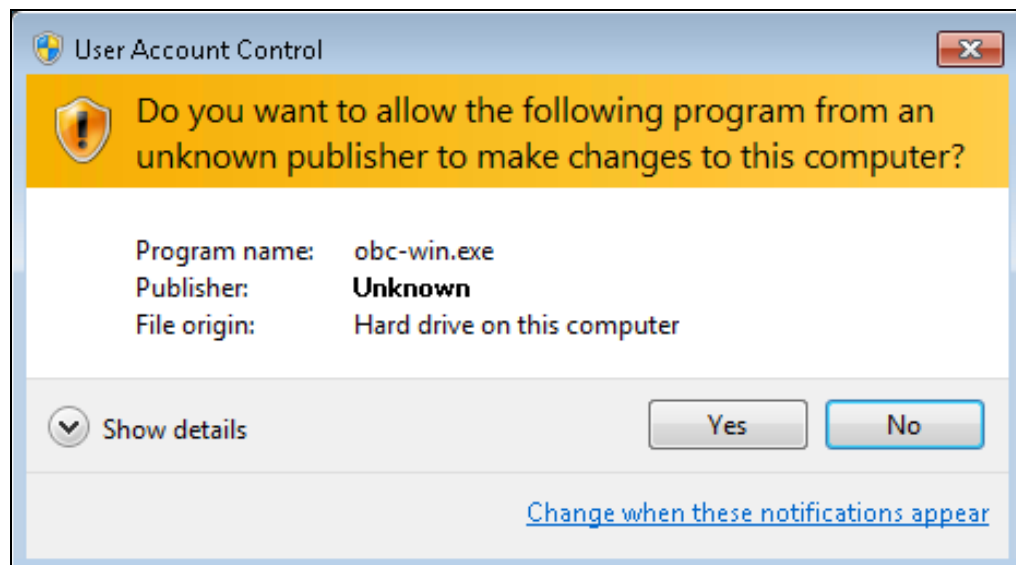 User Account Control
Do you want to allow the following program from an
unknown publisher to make changes to this computer?
Program name: obc-win.exe
Publisher: Unknown
File origin: Hard drive on this computer
Show details
Yes
No
Change when these notifications appear